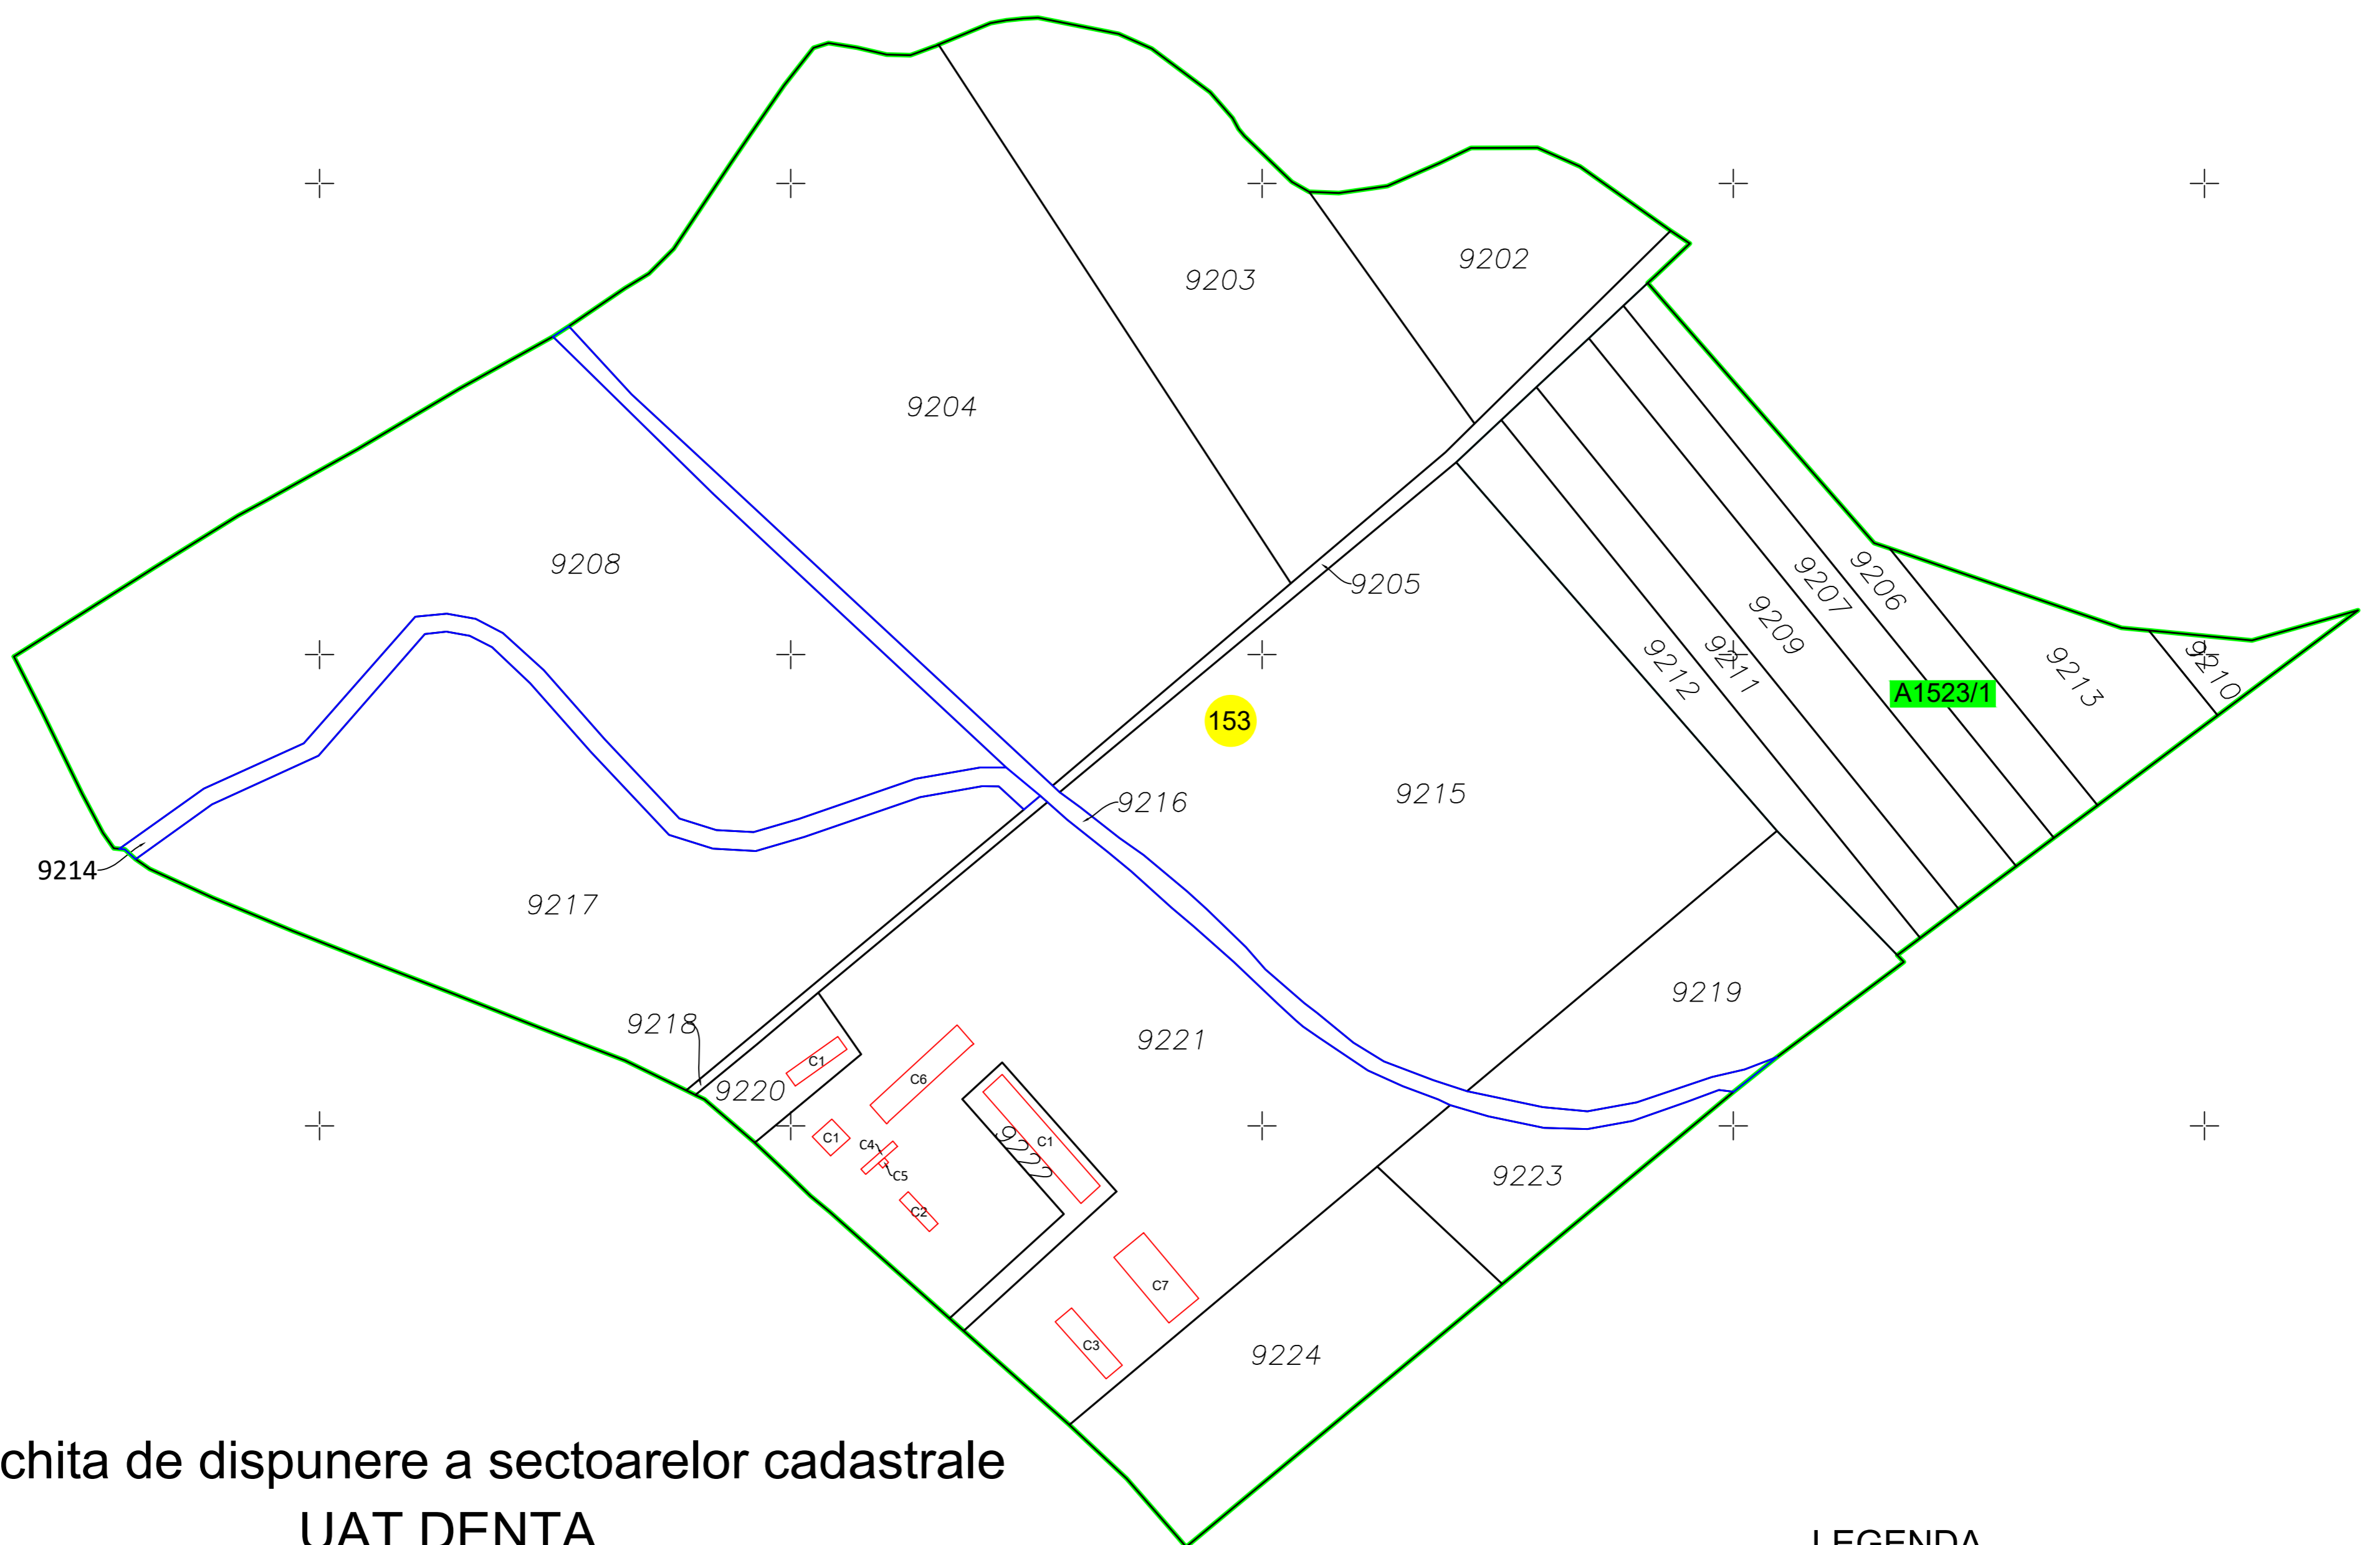 9202
9203
9204
9208
9205
9206
9207
9209
9211
9212
9213
9210
A1523/1
153
9215
9216
9214
9217
9219
9218
9221
C1
C6
9220
C1
C4
C5
C1
9222
C2
9223
C7
C3
9224
chita de dispunere a sectoarelor cadastrale
UAT DENTA
LEGENDA